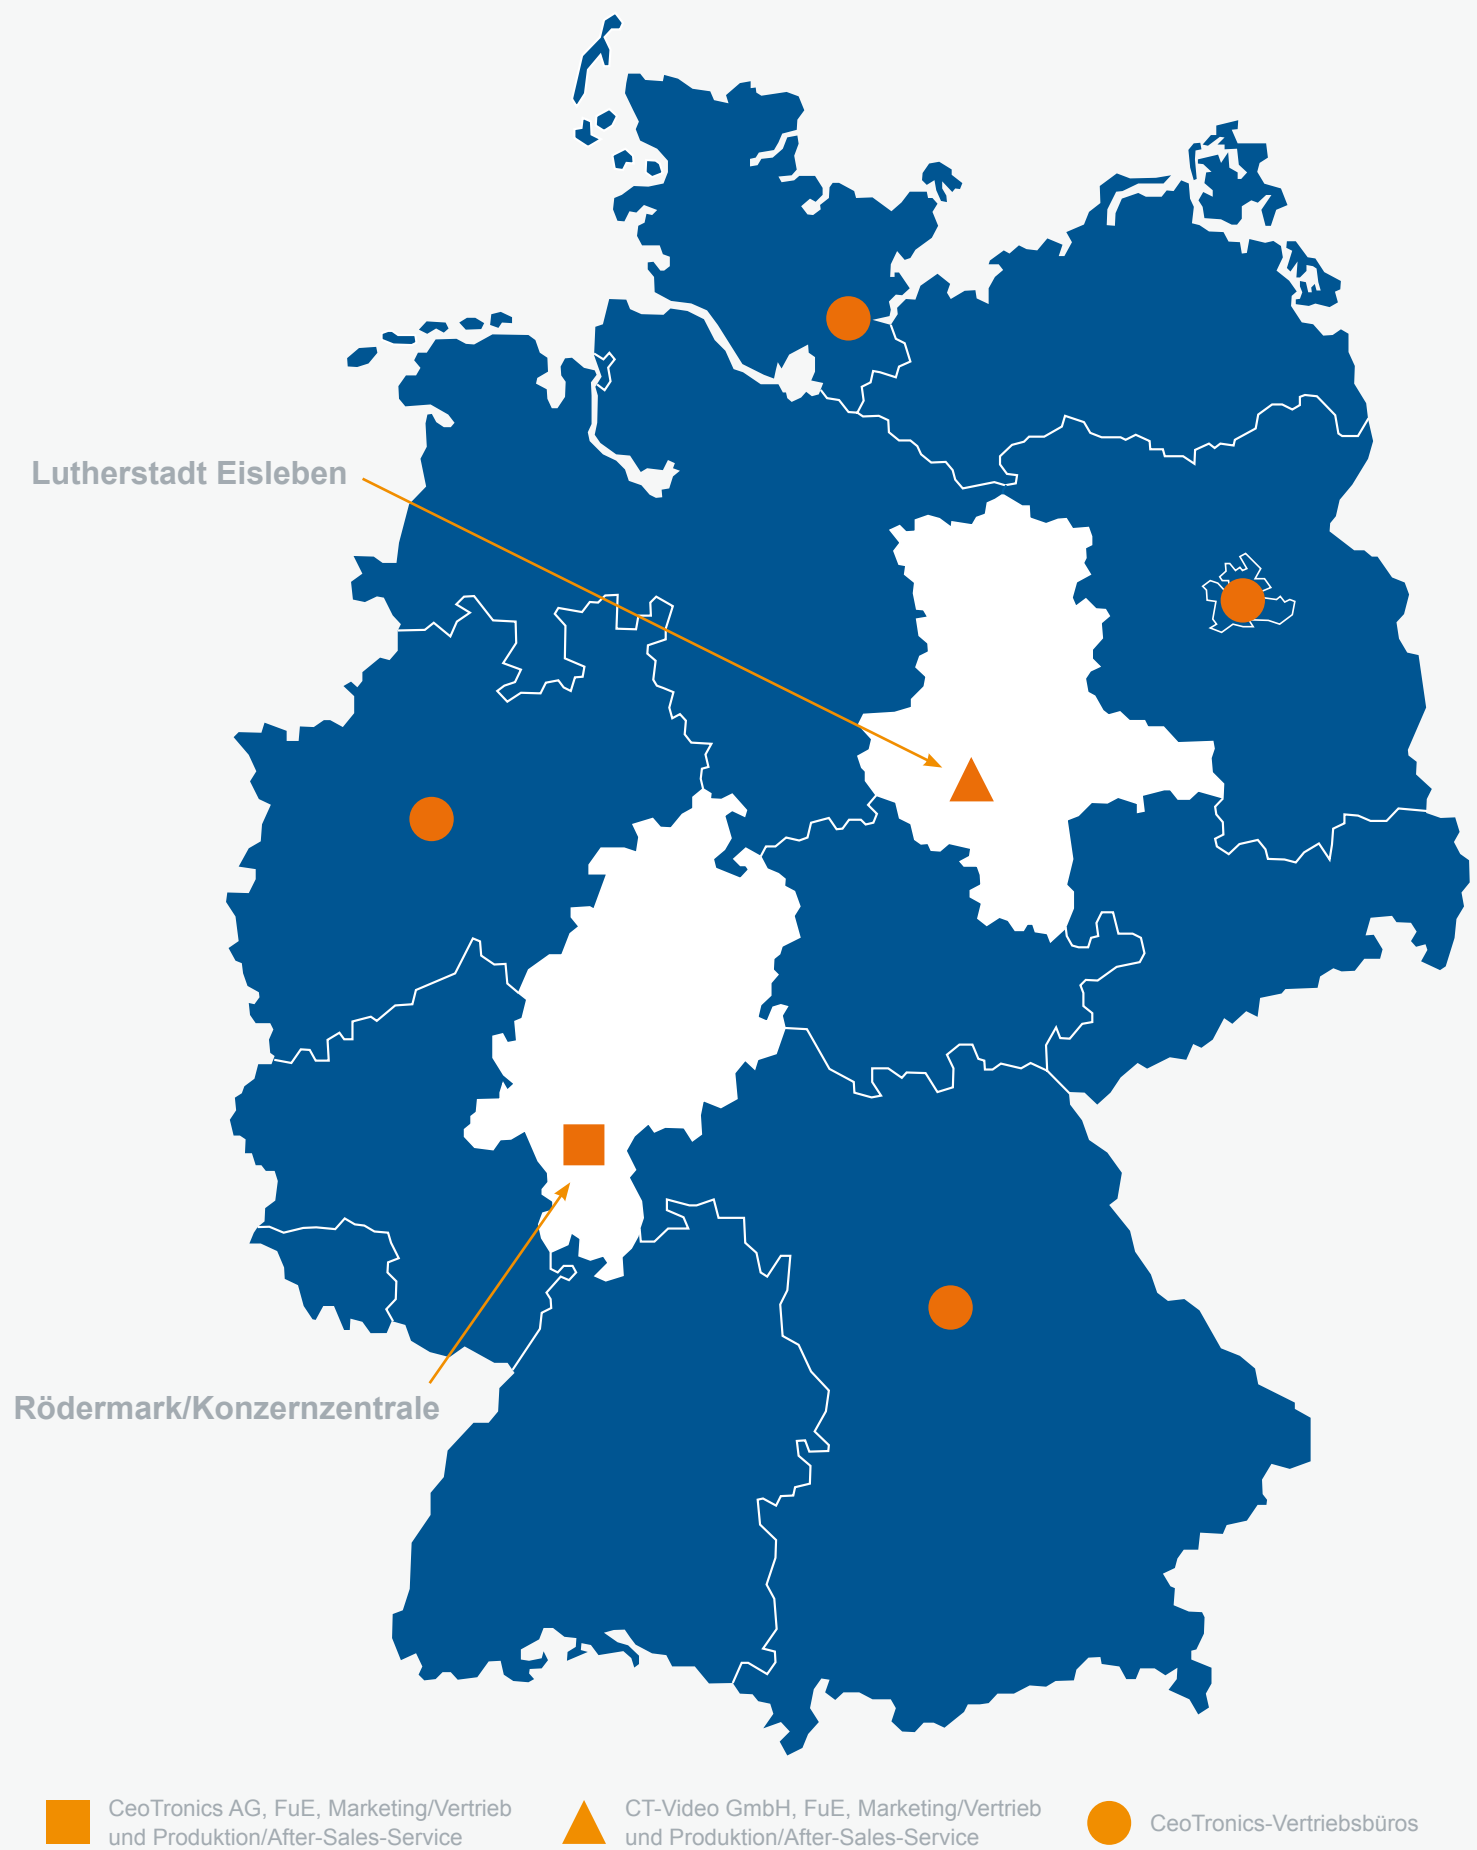 Lutherstadt Eisleben
Rödermark/Konzernzentrale
CeoTronics AG, FuE, Marketing/Vertrieb
und Produktion/After-Sales-Service
CT-Video GmbH, FuE, Marketing/Vertrieb
und Produktion/After-Sales-Service
CeoTronics-Vertriebsbüros